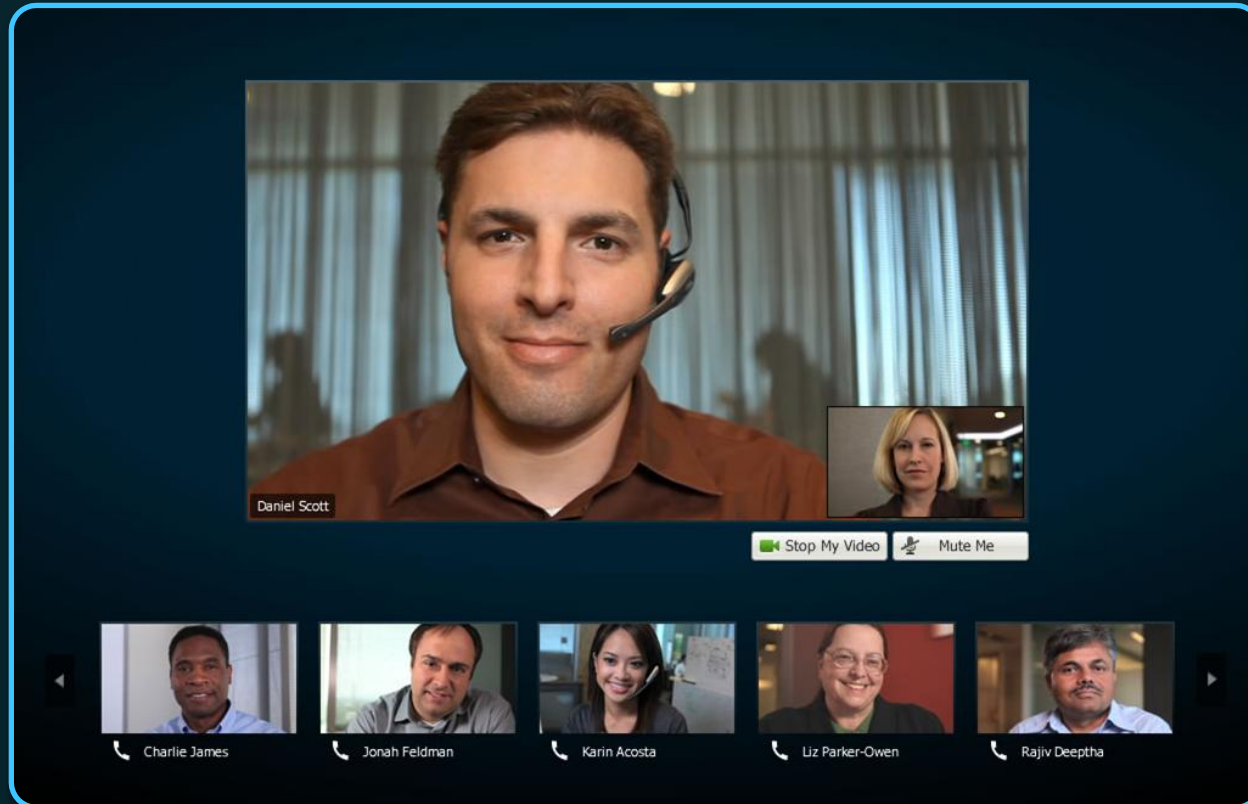 Daniel Scott
Stop My Video
Mute Me
Charlie James
Jonah Feldman
Karin Acosta
Liz Parker-Owen
Rajiv Deeptha